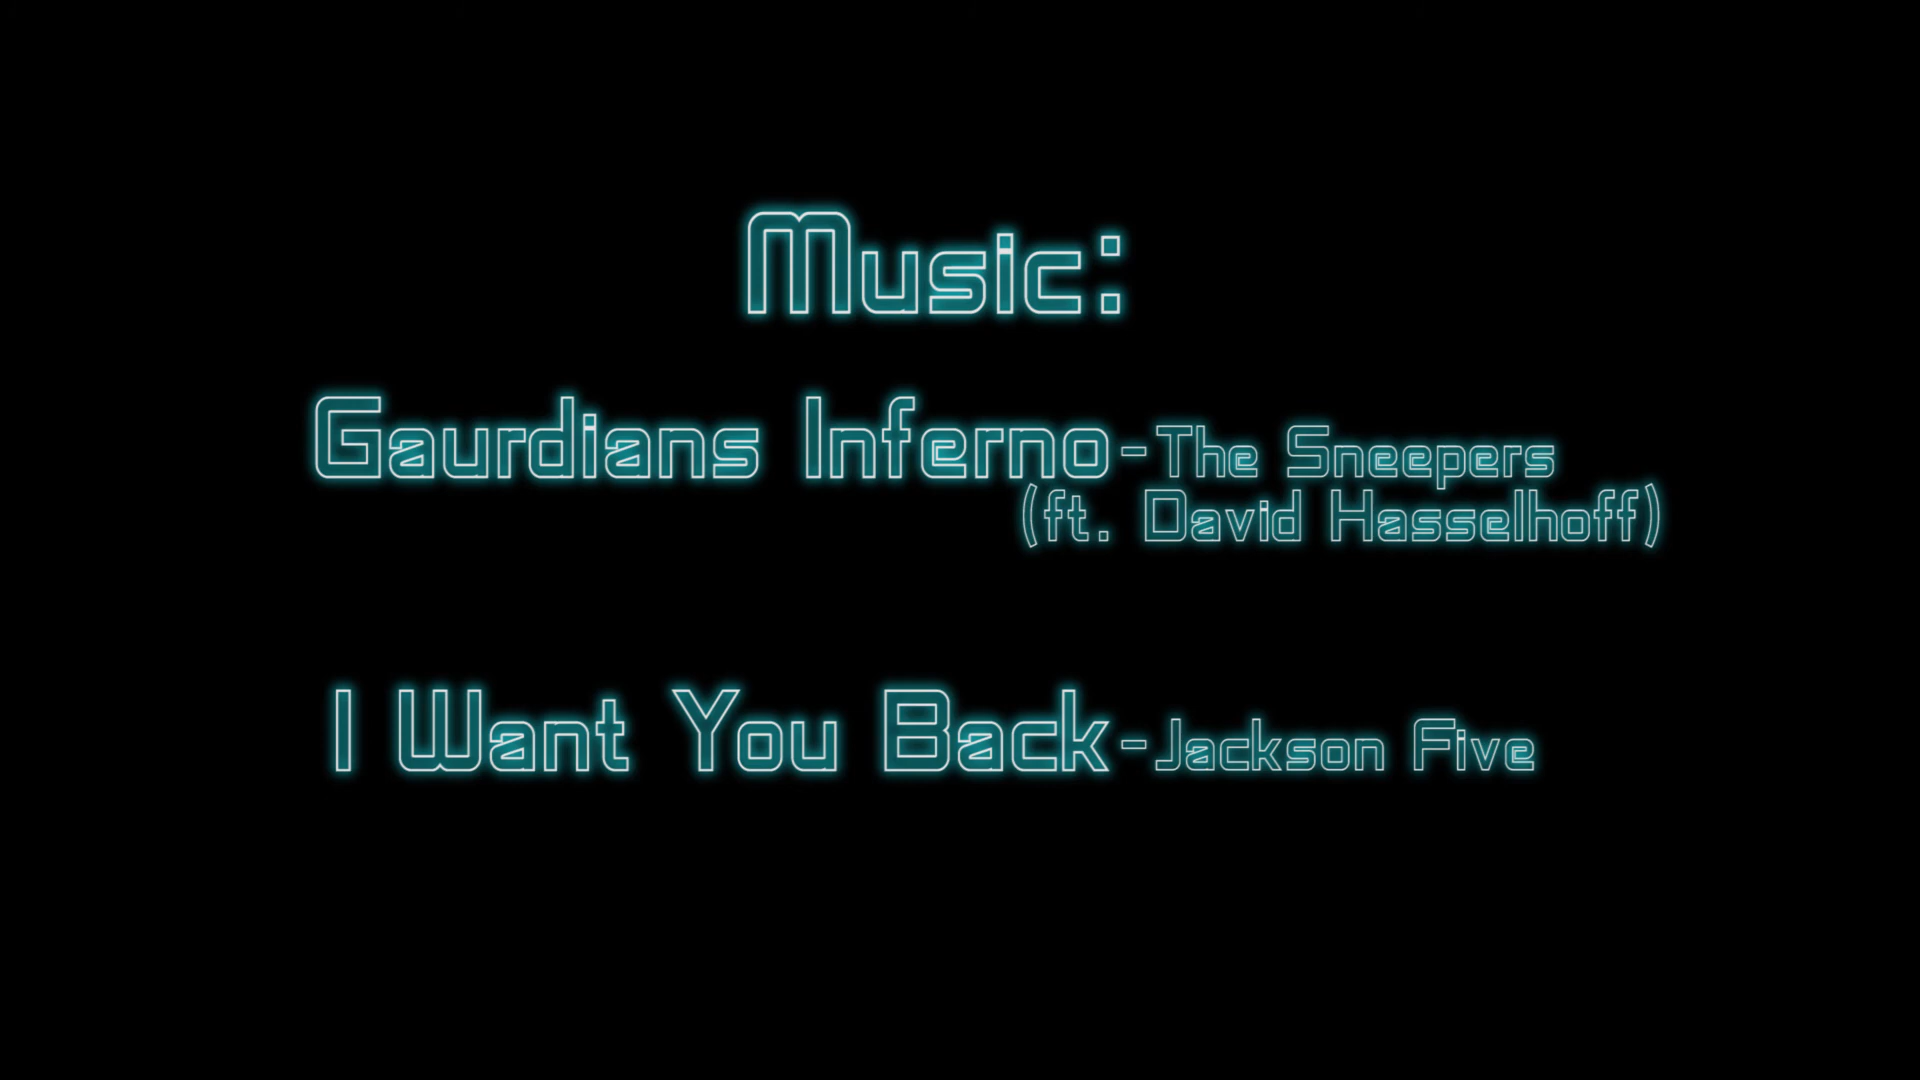 Music:
Gaurdians Inferno-The Sneepers
(ft. David Hasselhoff)
I Want You Back-Jackson Five